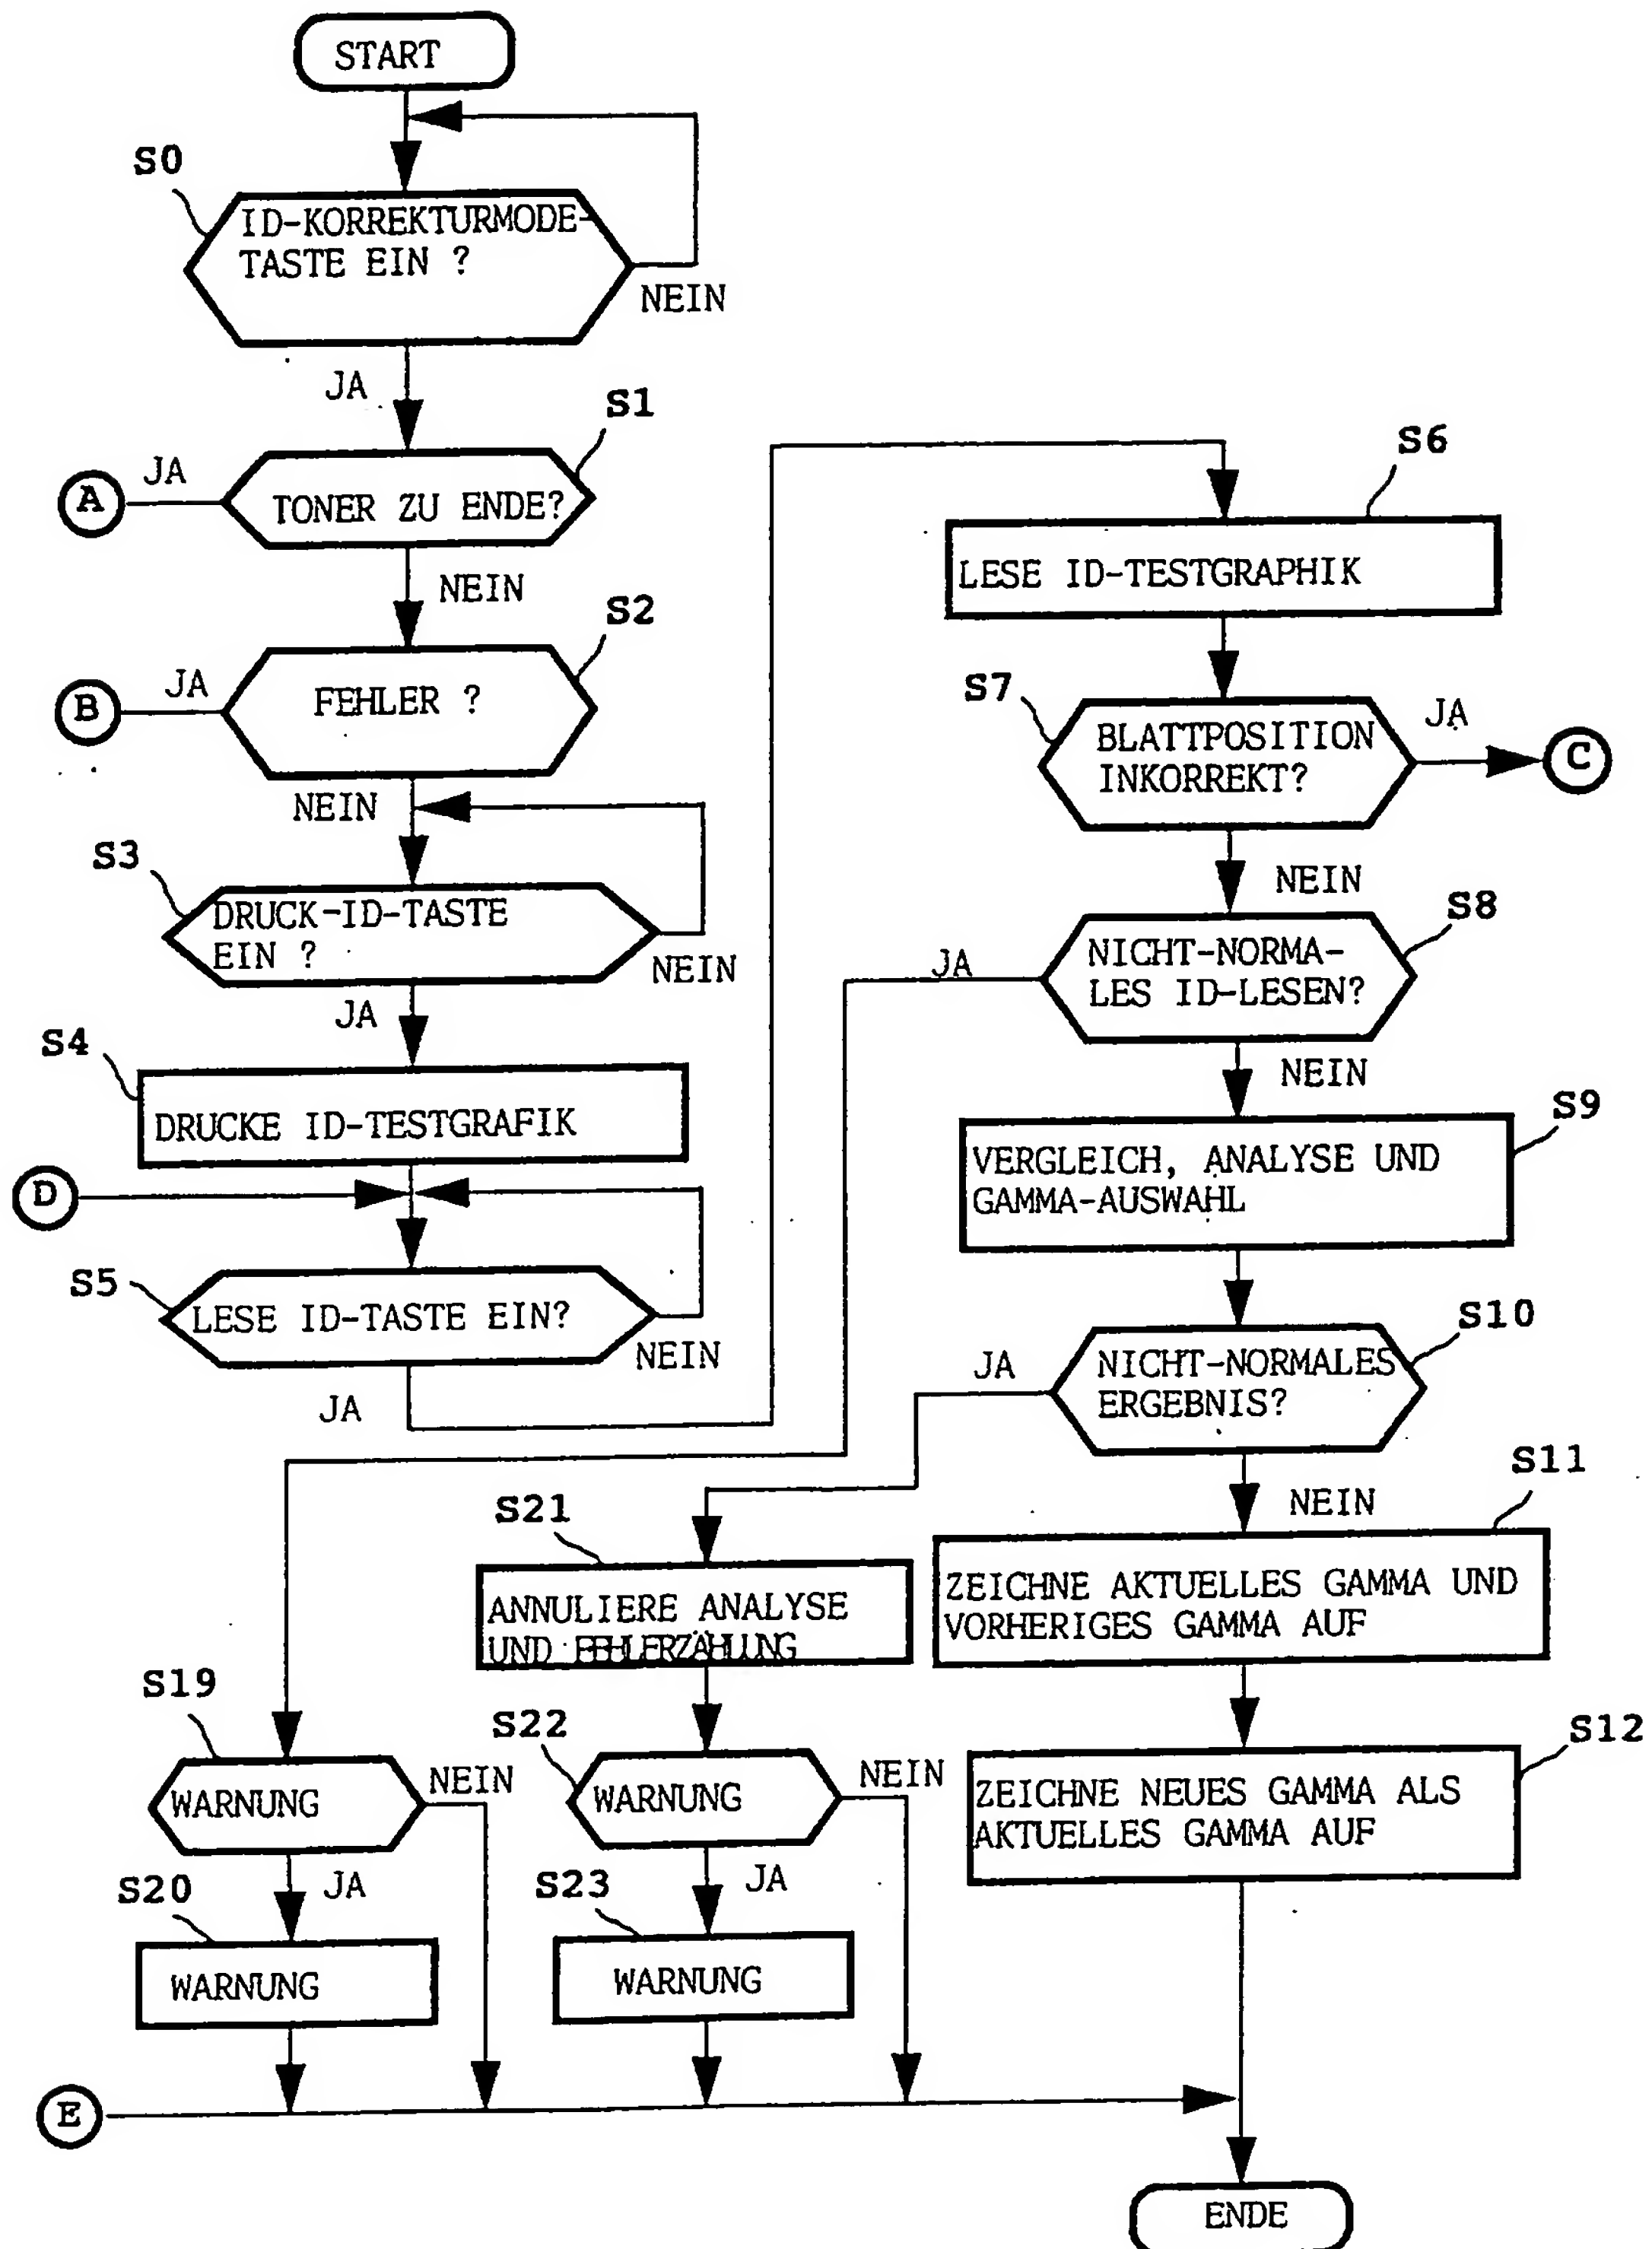 START
S0
ID-KORREKTURMODE-
TASTE EIN ?
NEIN
JA
S1
A
JA
TONER ZU ENDE?
NEIN
S2
B
JA
FEHLER ?
NEIN
S3
DRUCK-ID-TASTE
EIN ?
NEIN
JA
S4
DRUCKE ID-TESTGRAFIK
D
S5
LESE ID-TASTE EIN?
NEIN
JA
S6
LESE ID-TESTGRAPHIK
S7
BLATTPOSITION
INKORREKT?
JA
C
NEIN
S8
JA
NICHT-NORMA-
LES ID-LESEN?
NEIN
S9
VERGLEICH, ANALYSE UND
GAMMA-AUSWAHL
S10
JA
NICHT-NORMALES
ERGEBNIS?
NEIN
S11
ZEICHNE AKTUELLES GAMMA UND
VORHERIGES GAMMA AUF
S12
ZEICHNE NEUES GAMMA ALS
AKTUELLES GAMMA AUF
S21
ANNULIERE ANALYSE
UND FEHLERZÄHLUNG
S19
WARNUNG
NEIN
JA
S20
WARNUNG
S22
WARNUNG
NEIN
JA
S23
WARNUNG
E
ENDE